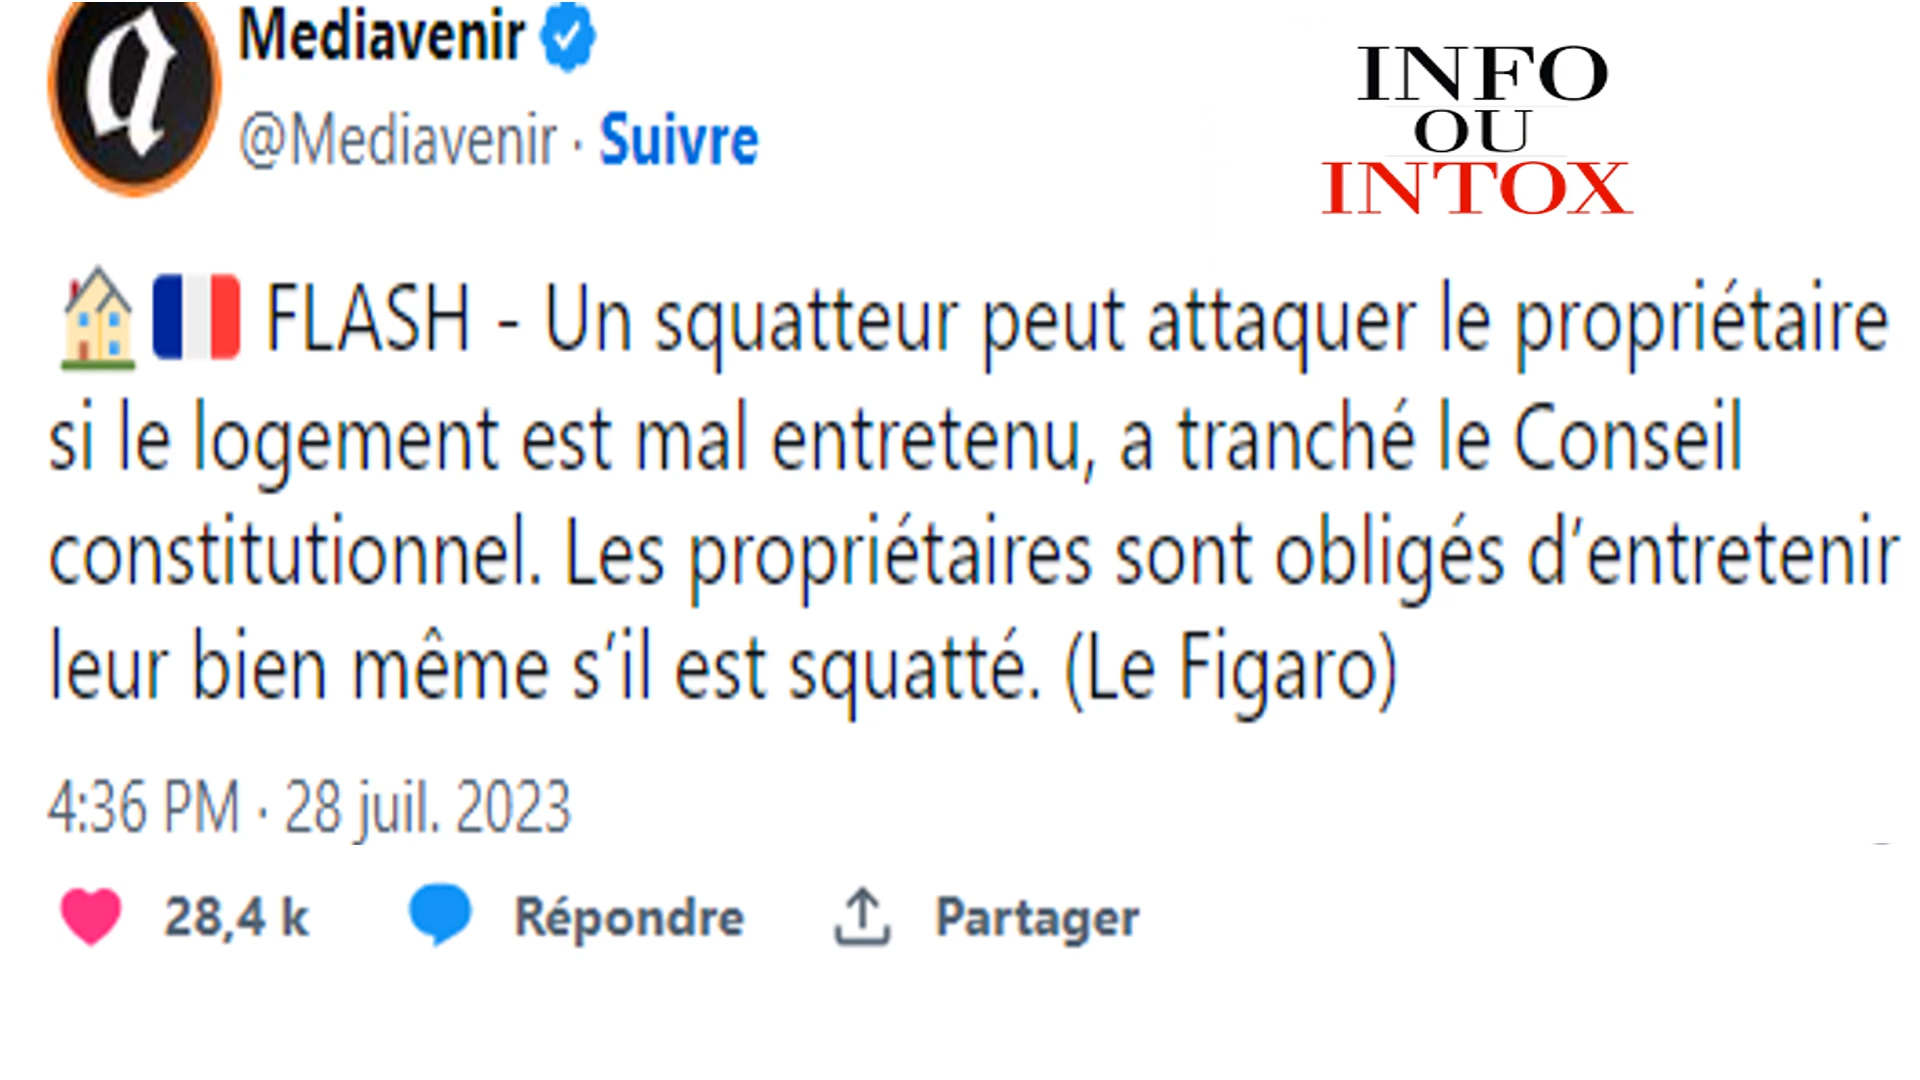 Mediavenir
@Mediavenir · Suivre
INFO
OU
INTOX
FLASH - Un squatteur peut attaquer le propriétaire
si le logement est mal entretenu, a tranché le Conseil
constitutionnel. Les propriétaires sont obligés d’entretenir
leur bien même s’il est squatté. (Le Figaro)
4:36 PM · 28 juil. 2023
28,4 k Répondre Partager